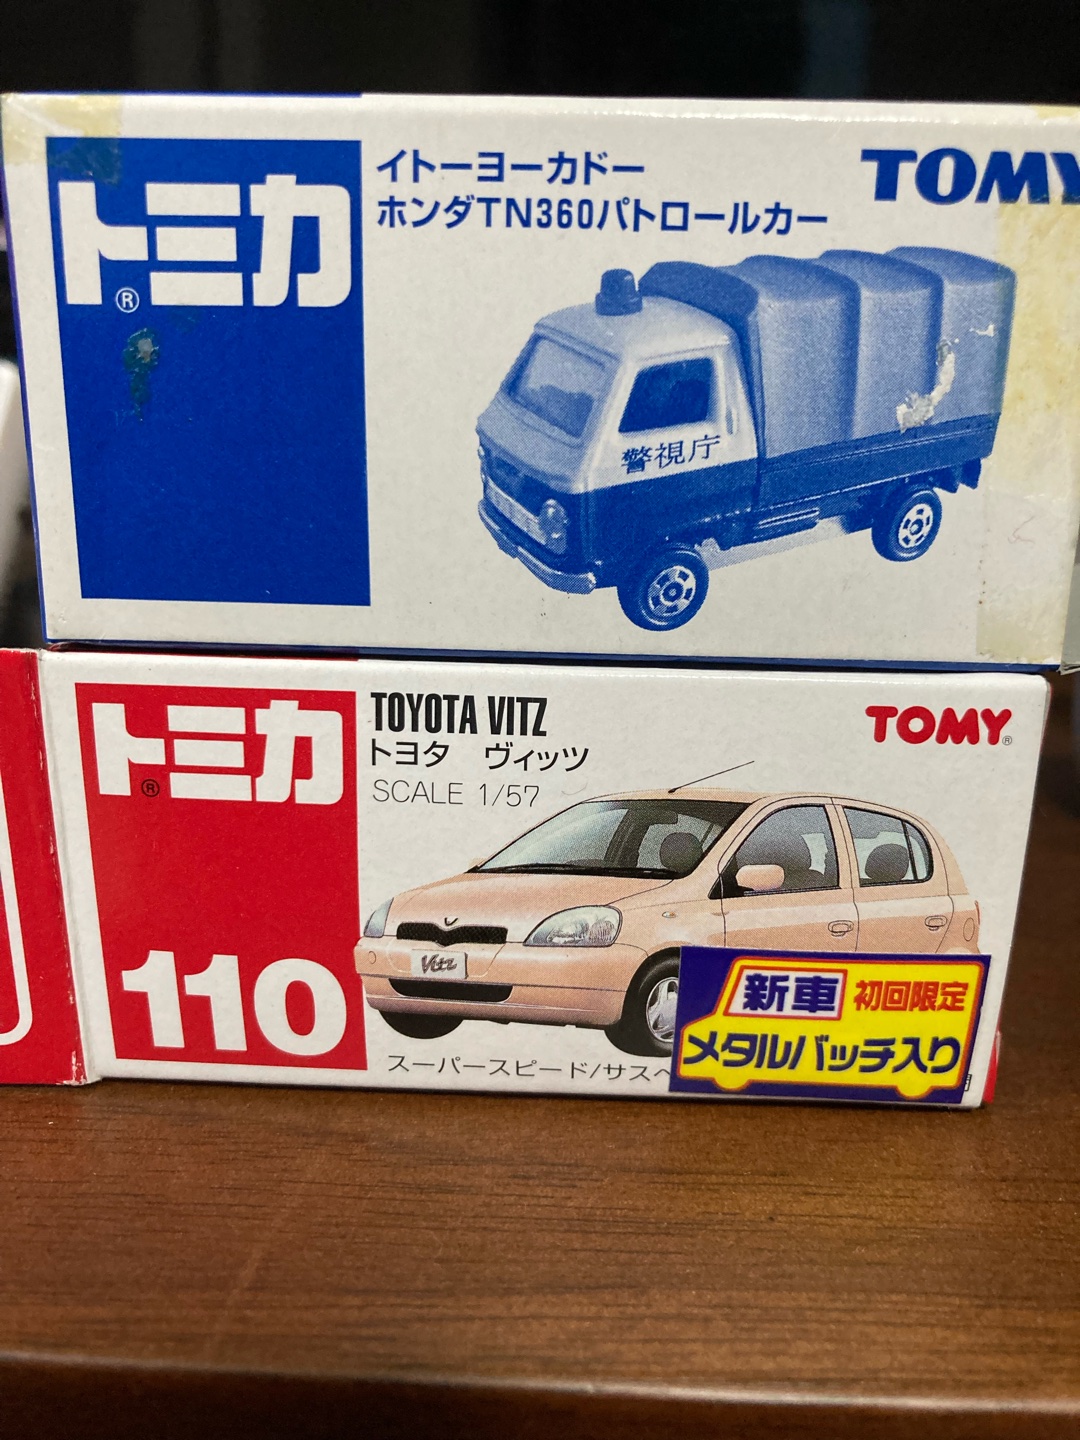 トミカ®
イトーヨーカドー
ホンダTN360パトロールカー
TOMY
警視庁
トミカ®
110
TOYOTA VITZ
トヨタ ヴィッツ
SCALE 1/57
TOMY®
Vitz
スーパースピード/サスペ
新車 初回限定
メタルバッチ入り